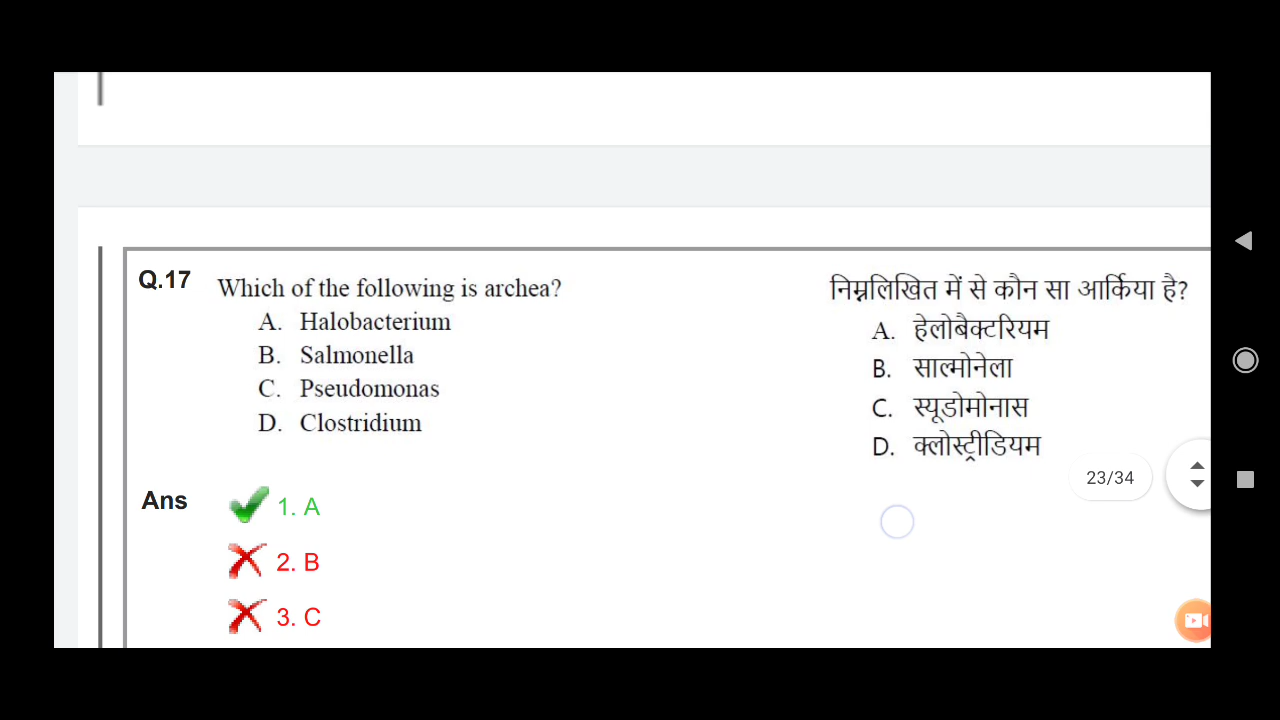 Q.17 Which of the following is archea?
A. Halobacterium
B. Salmonella
C. Pseudomonas
D. Clostridium
निम्नलिखित में से कौन सा आर्किया है?
A. हेलोबैक्टरियम
B. साल्मोनेला
C. स्यूडोमोनास
D. क्लोस्ट्रीडियम
23/34
Ans 1. A
2. B
3. C